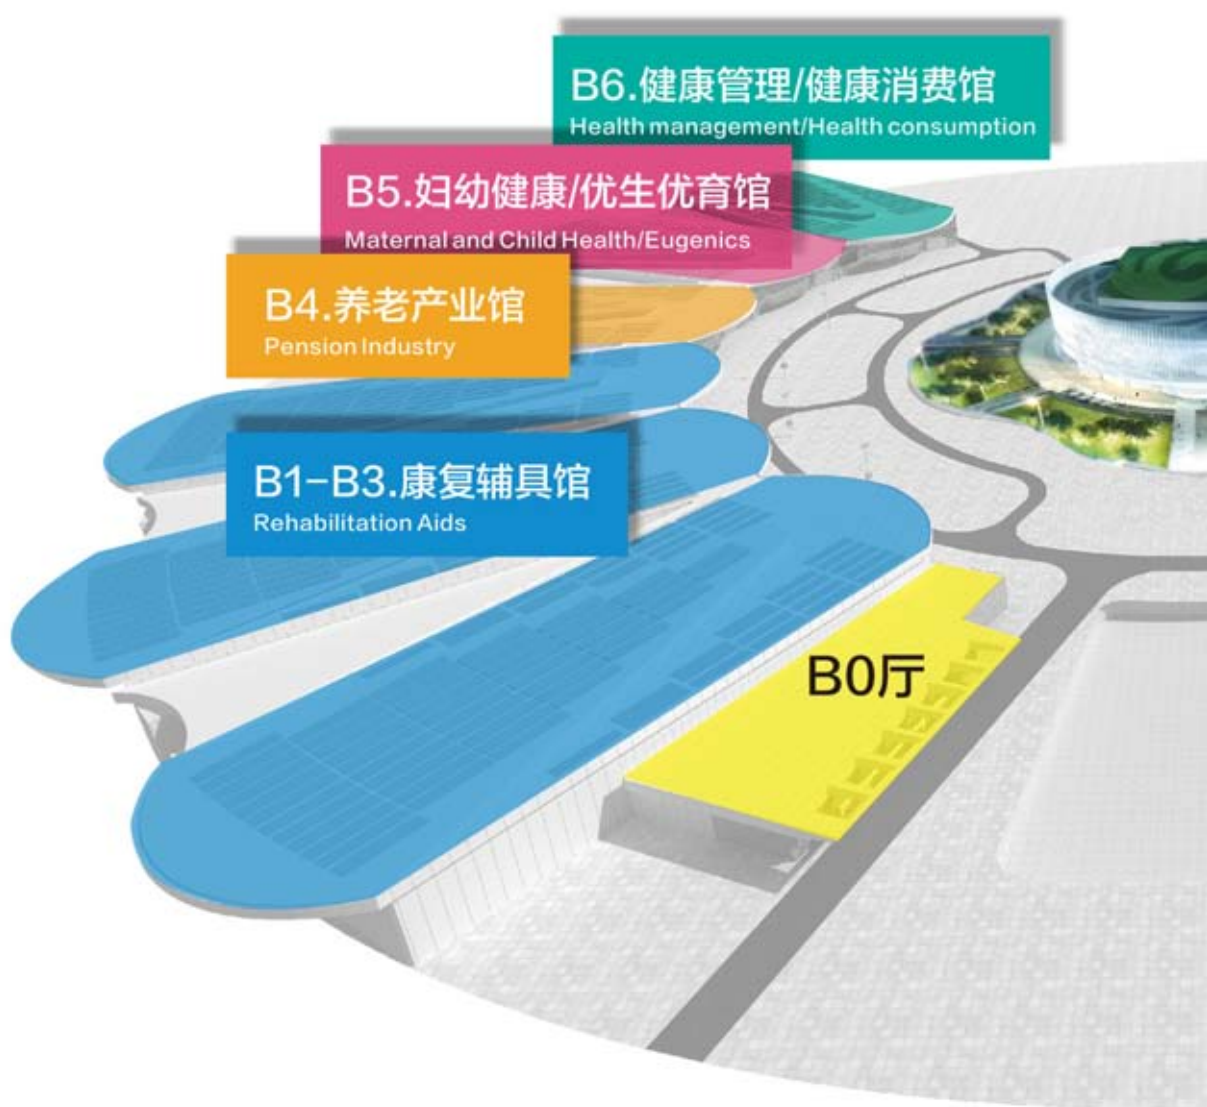 B6.健康管理/健康消费馆
Health management/Health consumption
B5.妇幼健康/优生优育馆
Maternal and Child Health/Eugenics
B4.养老产业馆
Pension Industry
B1-B3.康复辅具馆
Rehabilitation Aids
B0厅